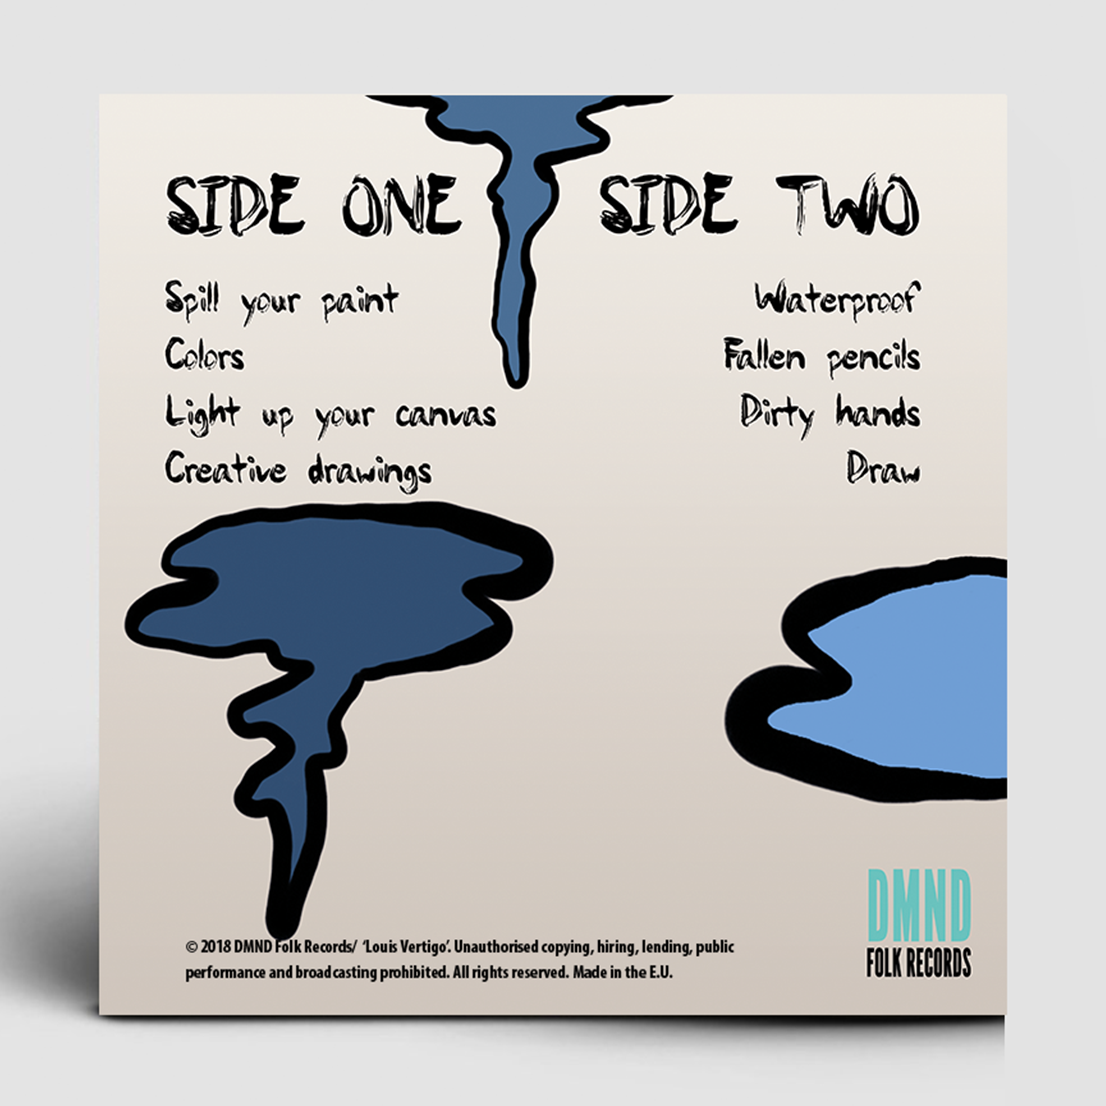 SIDE ONE
Spill your paint
Colors
Light up your canvas
Creative drawings
SIDE TWO
Waterproof
Fallen pencils
Dirty hands
Draw
© 2018 DMND Folk Records/ 'Louis Vertigo'. Unauthorised copying, hiring, lending, public
performance and broadcasting prohibited. All rights reserved. Made in the E.U.
DMND
FOLK RECORDS